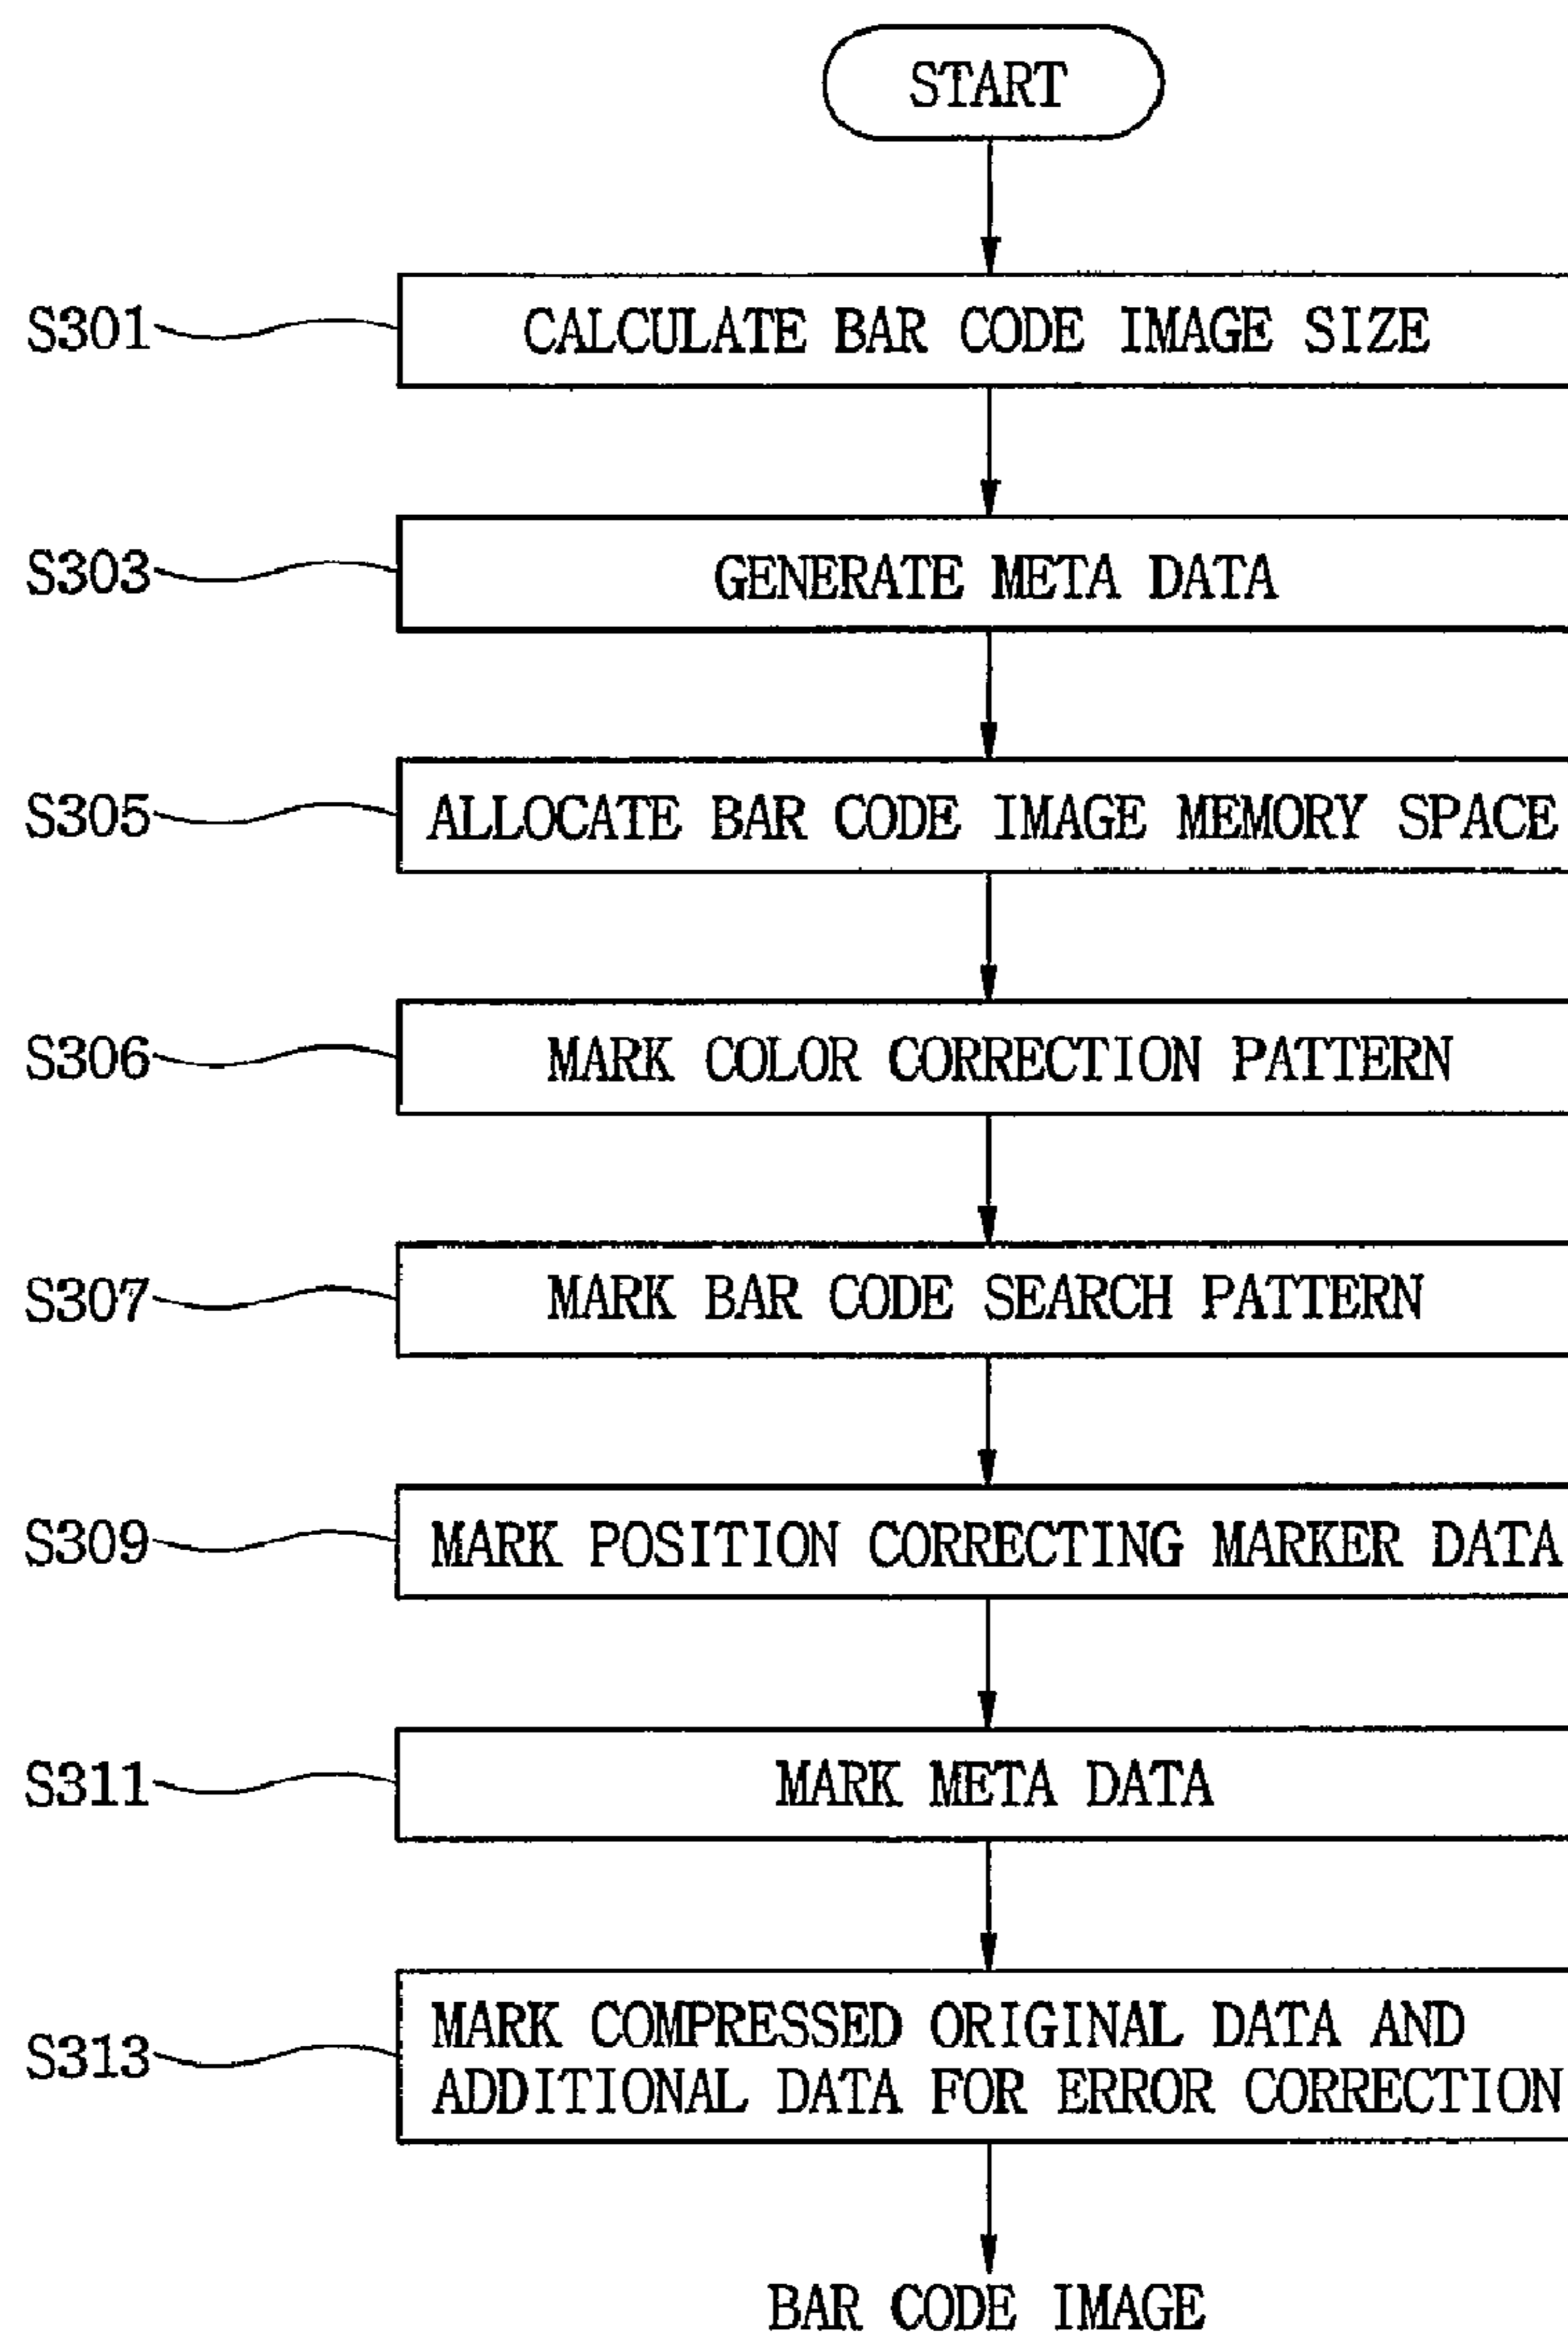 START
S301 CALCULATE BAR CODE IMAGE SIZE
S303 GENERATE META DATA
S305 ALLOCATE BAR CODE IMAGE MEMORY SPACE
S306 MARK COLOR CORRECTION PATTERN
S307 MARK BAR CODE SEARCH PATTERN
S309 MARK POSITION CORRECTING MARKER DATA
S311 MARK META DATA
S313 MARK COMPRESSED ORIGINAL DATA AND
ADDITIONAL DATA FOR ERROR CORRECTION
BAR CODE IMAGE